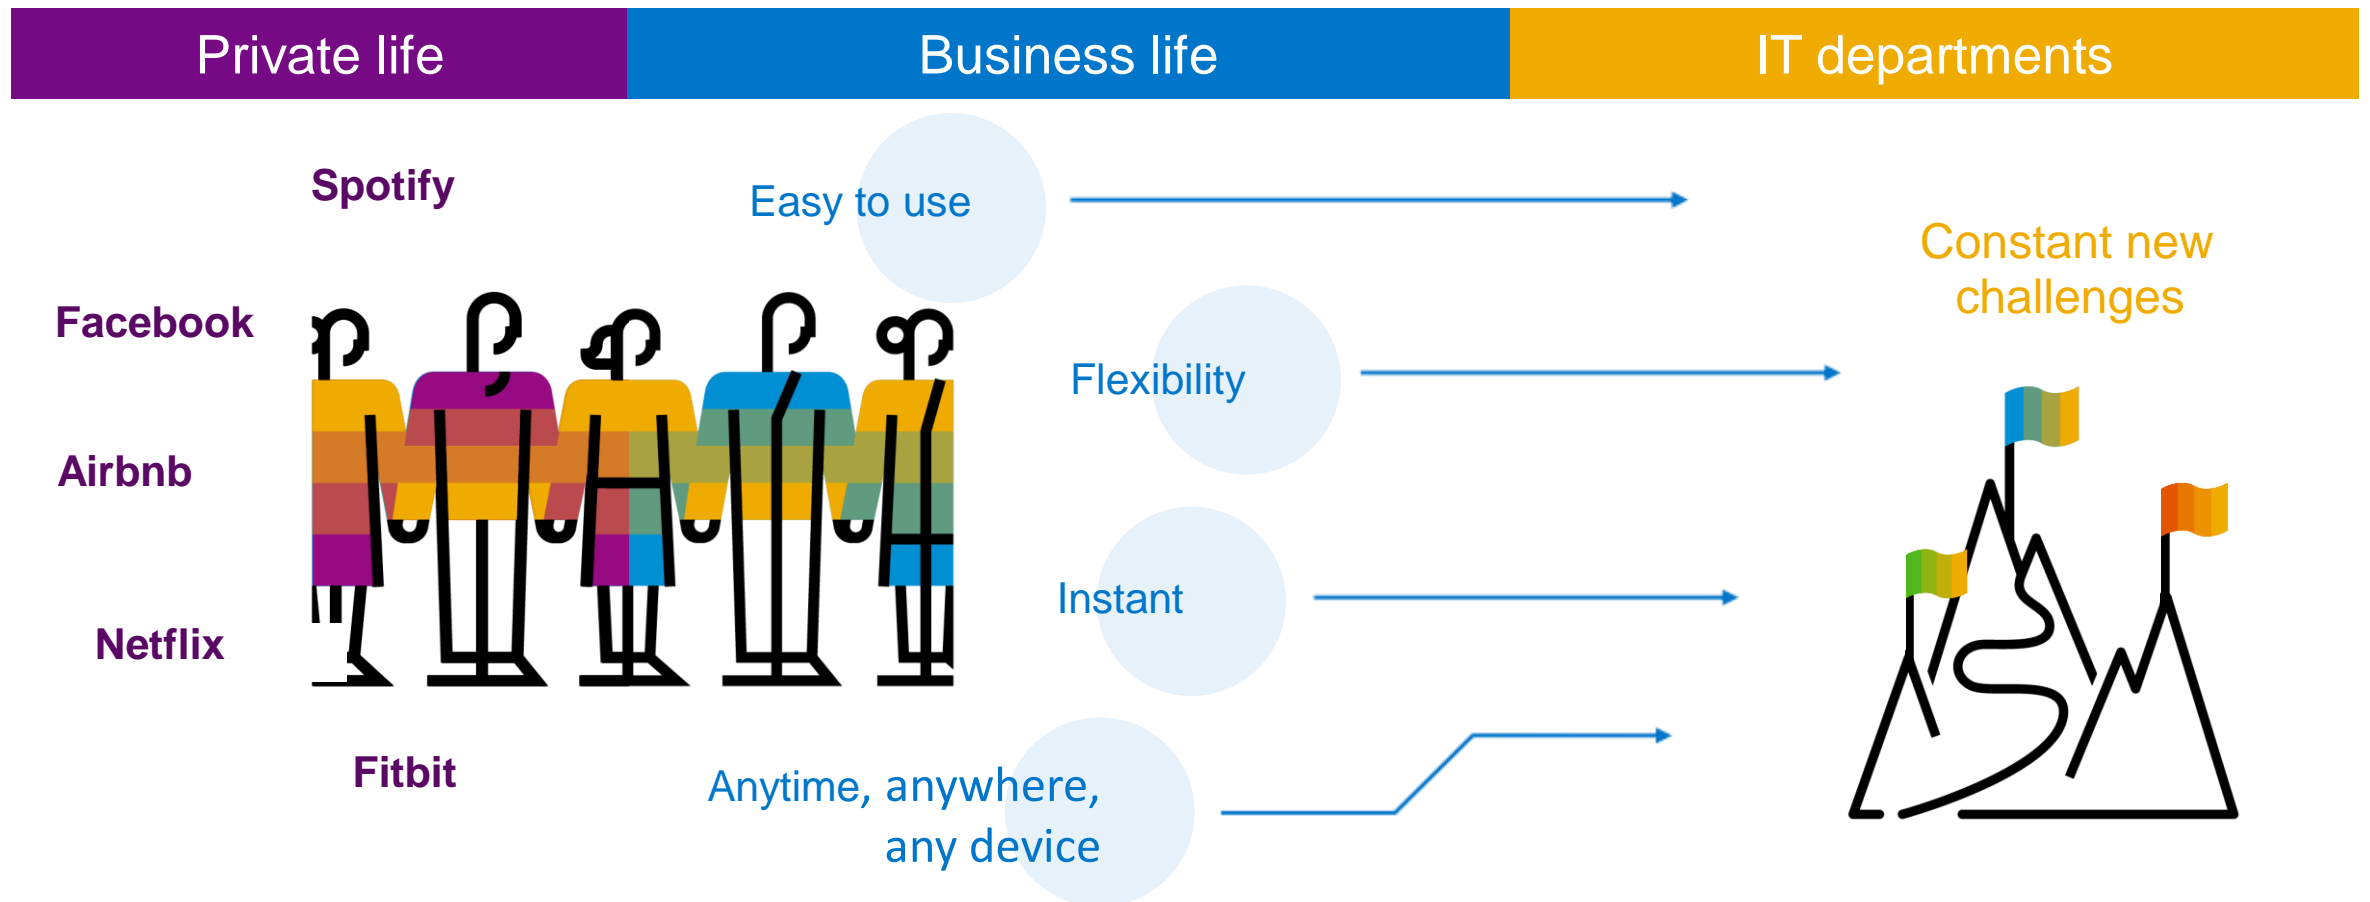 Private life
Business life
IT departments
Spotify
Facebook
Airbnb
Netflix
Fitbit
Easy to use
Flexibility
Instant
Anytime, anywhere,
any device
Constant new
challenges